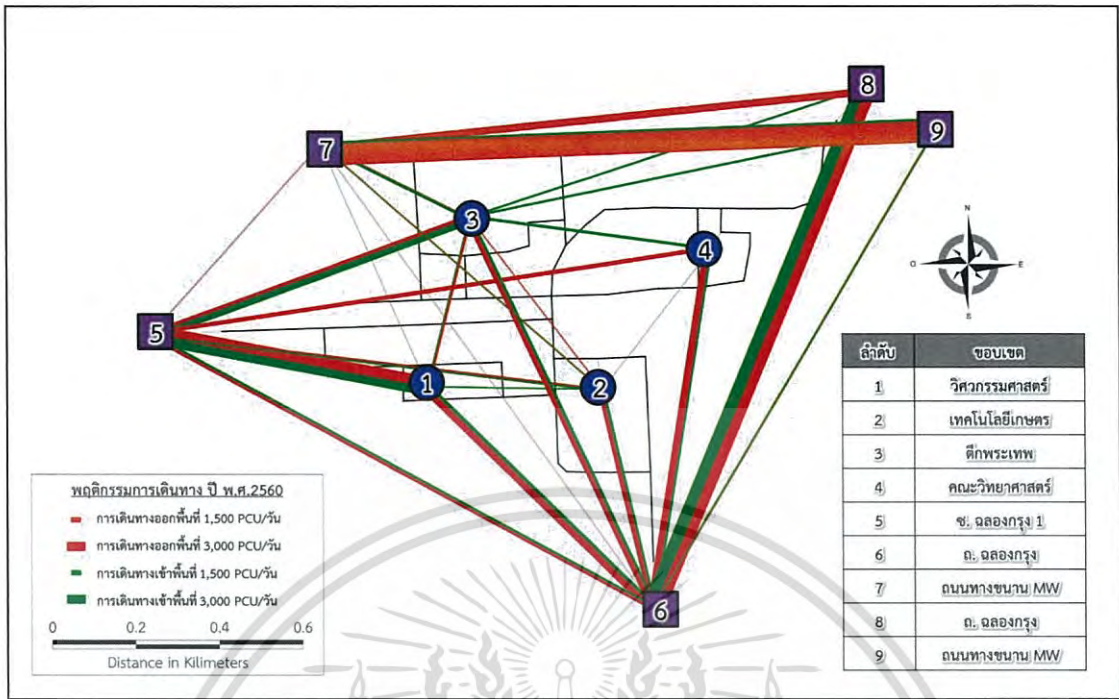 8
9
7
3
4
5
1
2
6
N
O
E
S
ลำดับ ขอบเขต
1 วิศวกรรมศาสตร์
2 เทคโนโลยีเกษตร
3 ตึกพระเทพ
4 คณะวิทยาศาสตร์
5 ซ. ฉลองกรุง 1
6 ถ. ฉลองกรุง
7 ถนนทางขนาน MW
8 ถ. ฉลองกรุง
9 ถนนทางขนาน MW
พฤติกรรมการเดินทาง ปี พ.ศ.2560
การเดินทางออกพื้นที่ 1,500 PCU/วัน
การเดินทางออกพื้นที่ 3,000 PCU/วัน
การเดินทางเข้าพื้นที่ 1,500 PCU/วัน
การเดินทางเข้าพื้นที่ 3,000 PCU/วัน
0 0.2 0.4 0.6
Distance in Kilimeters